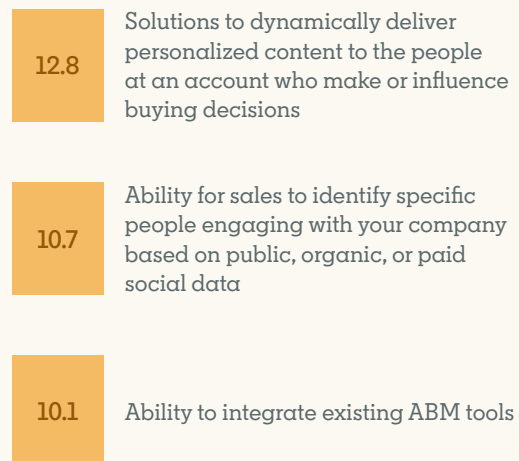 12.8
Solutions to dynamically deliver
personalized content to the people
at an account who make or influence
buying decisions
10.7
Ability for sales to identify specific
people engaging with your company
based on public, organic, or paid
social data
10.1
Ability to integrate existing ABM tools